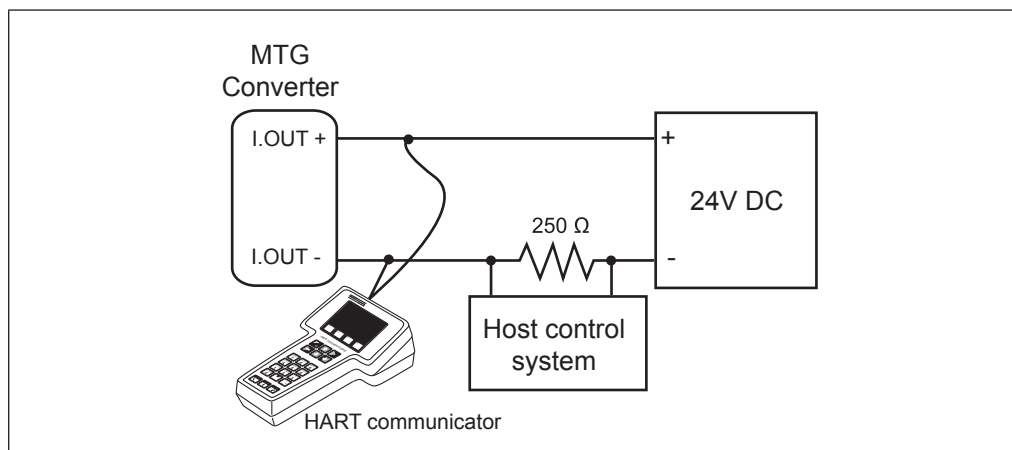 MTG
Converter
I.OUT +
I.OUT -
+
24V DC
-
250 Ω
Host control
system
HART communicator